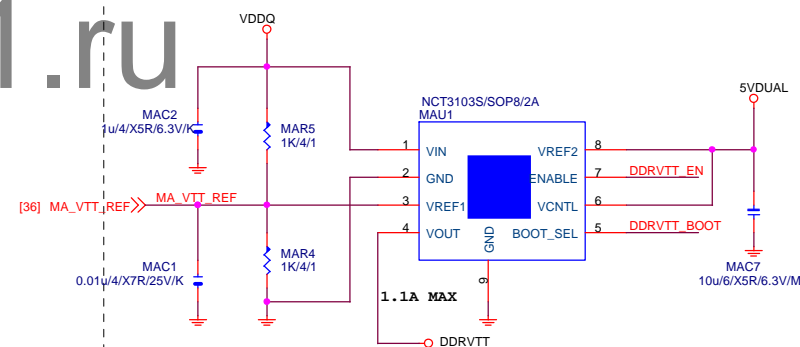 1.ru
VDDQ
5VDUAL
NCT3103S/SOP8/2A
MAU1
MAC2
1u/4/X5R/6.3V/K
MAR5
1K/4/1
1 VIN VREF2 8
2 GND ENABLE 7 DDRVTT_EN
[36] MA_VTT_REF MA_VTT_REF 3 VREF1 VCNTL 6
4 VOUT BOOT_SEL 5 DDRVTT_BOOT
GND
9
MAR4
1K/4/1
MAC1
0.01u/4/X7R/25V/K
MAC7
10u/6/X5R/6.3V/M
1.1A MAX
DDRVTT